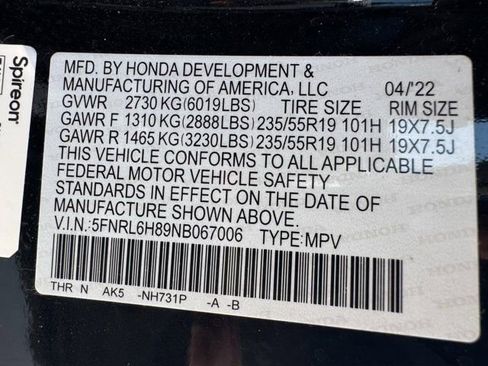 Spireon
MFD. BY HONDA DEVELOPMENT &
MANUFACTURING OF AMERICA, LLC 04/'22
GVWR 2730 KG(6019LBS) TIRE SIZE RIM SIZE
GAWR F 1310 KG(2888LBS) 235/55R19 101H 19X7.5J
GAWR R 1465 KG(3230LBS) 235/55R19 101H 19X7.5J
THIS VEHICLE CONFORMS TO ALL APPLICABLE
FEDERAL MOTOR VEHICLE SAFETY
STANDARDS IN EFFECT ON THE DATE OF
MANUFACTURE SHOWN ABOVE.
V.I.N.:5FNRL6H89NB067006 TYPE:MPV
THR N AK5 -NH731P -A -B